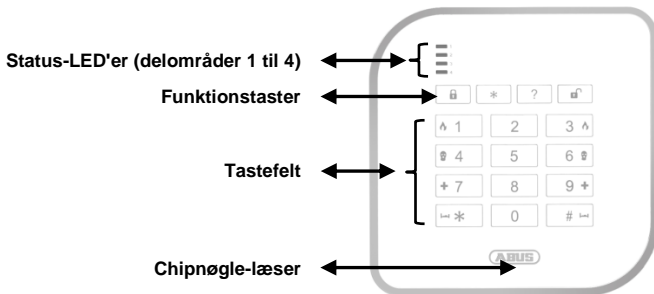 Status-LED'er (delområder 1 til 4)
Funktionstaster
* ?
1 2 3
Tastefelt
4 5 6
7 8 9
* 0 #
ABUS
Chipnøgle-læser